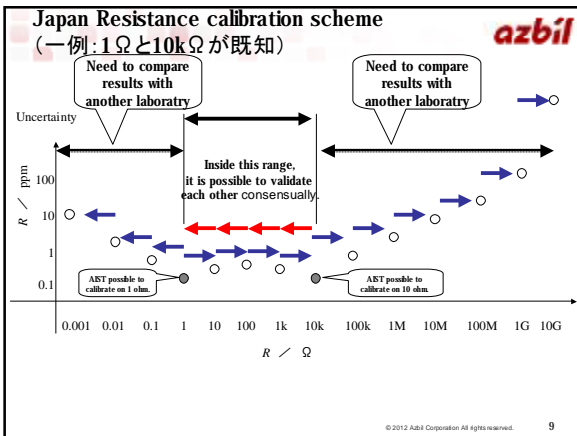 Japan Resistance calibration scheme
(一例:1Ωと10kΩが既知)
azbil
Need to compare
results with
another laboratry
Need to compare
results with
another laboratry
Uncertainty
Inside this range,
it is possible to validate
each other consensually.
R / ppm
100
10
1
0.1
AIST possible to
calibrate on 1 ohm.
AIST possible to
calibrate on 10 ohm.
0.001 0.01 0.1 1 10 100 1k 10k 100k 1M 10M 100M 1G 10G
R / Ω
© 2012 Azbil Corporation All rights reserved.
9